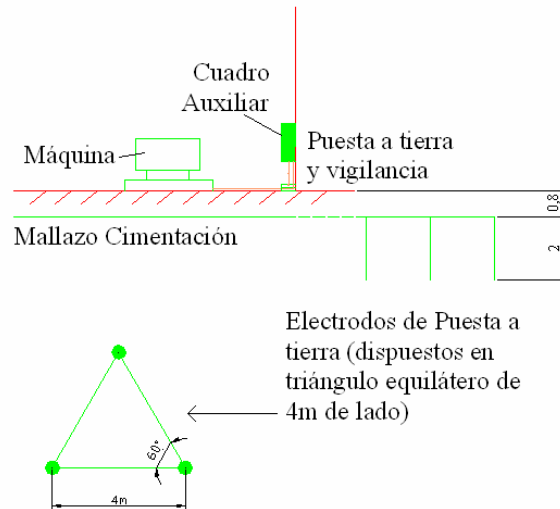 Cuadro
Auxiliar
Máquina
Puesta a tierra
y vigilancia
0.8
Mallazo Cimentación
2
Electrodos de Puesta a
tierra (dispuestos en
triángulo equilátero de
4m de lado)
60°
4m